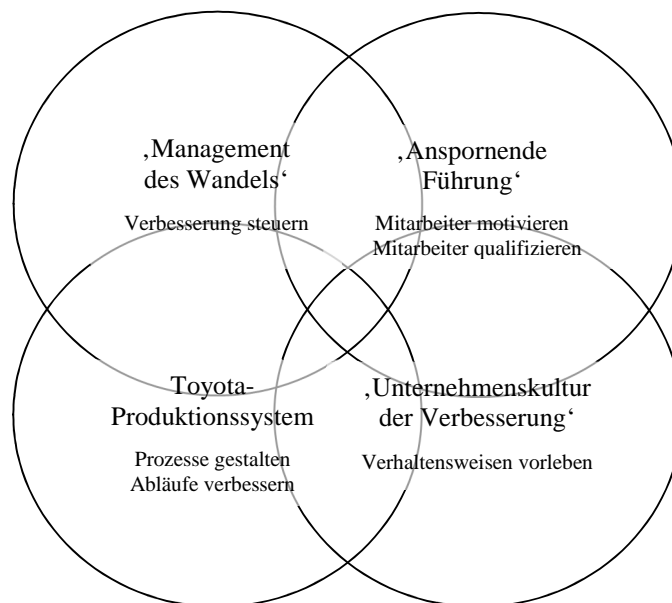 ‚Management
des Wandels‘
Verbesserung steuern
‚Anspornende
Führung‘
Mitarbeiter motivieren
Mitarbeiter qualifizieren
Toyota-
Produktionssystem
Prozesse gestalten
Abläufe verbessern
‚Unternehmenskultur
der Verbesserung‘
Verhaltensweisen vorleben